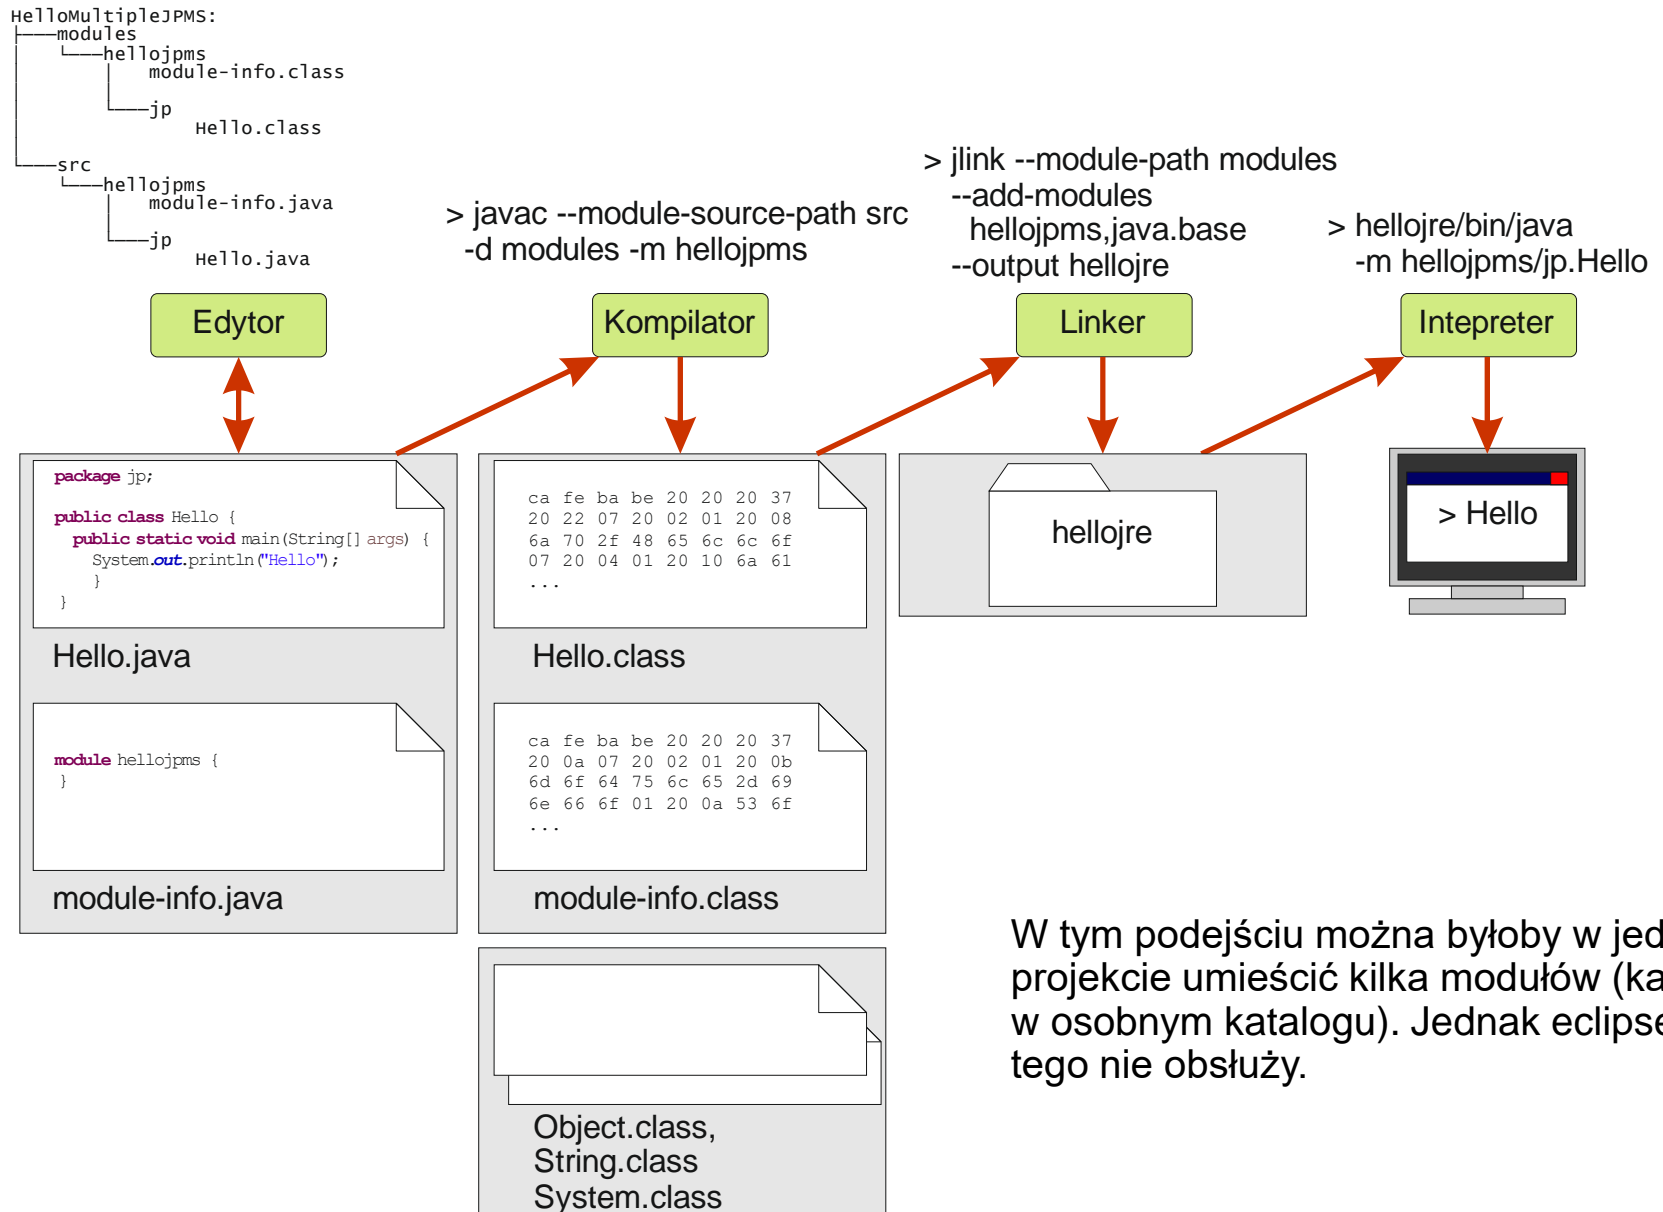 HelloMultipleJPMS:
modules
hellojpms
module-info.class
jp
Hello.class
src
hellojpms
module-info.java
jp
Hello.java
> javac --module-source-path src
-d modules -m hellojpms
> jlink --module-path modules
--add-modules
hellojpms,java.base
--output hellojre
> hellojre/bin/java
-m hellojpms/jp.Hello
Edytor
Kompilator
Linker
Intepreter
package jp;
public class Hello {
public static void main(String[] args) {
System.out.println("Hello");
}
}
Hello.java
module hellojpms {
}
module-info.java
ca fe ba be 20 20 20 37
20 22 07 20 02 01 20 08
6a 70 2f 48 65 6c 6c 6f
07 20 04 01 20 10 6a 61
...
Hello.class
ca fe ba be 20 20 20 37
20 0a 07 20 02 01 20 0b
6d 6f 64 75 6c 65 2d 69
6e 66 6f 01 20 0a 53 6f
...
module-info.class
Object.class,
String.class
System.class
hellojre
> Hello
W tym podejściu można byłoby w jed
projekcie umieścić kilka modułów (ka
w osobnym katalogu). Jednak eclipse
tego nie obsłuży.